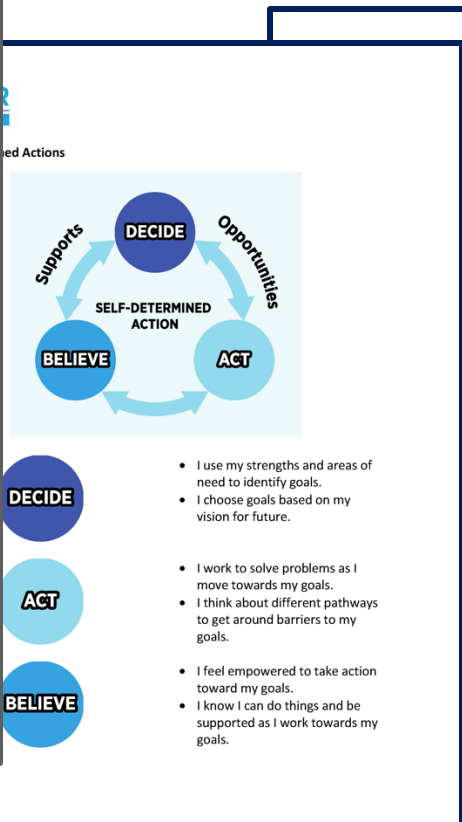 R
ned Actions
DECIDE
Supports
Opportunities
SELF-DETERMINED
ACTION
BELIEVE
ACT
DECIDE
• I use my strengths and areas of
need to identify goals.
• I choose goals based on my
vision for future.
ACT
• I work to solve problems as I
move towards my goals.
• I think about different pathways
to get around barriers to my
goals.
BELIEVE
• I feel empowered to take action
toward my goals.
• I know I can do things and be
supported as I work towards my
goals.